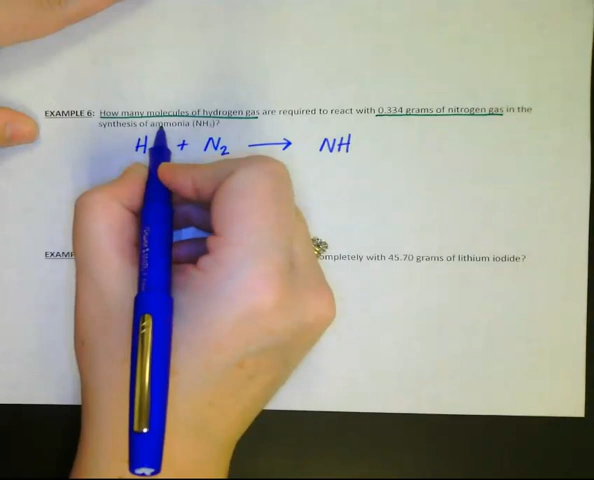 EXAMPLE 6: How many molecules of hydrogen gas are required to react with 0.334 grams of nitrogen gas in the
synthesis of ammonia (NH₃)?
H + N₂ → NH
EXAM ompletely with 45.70 grams of lithium iodide?